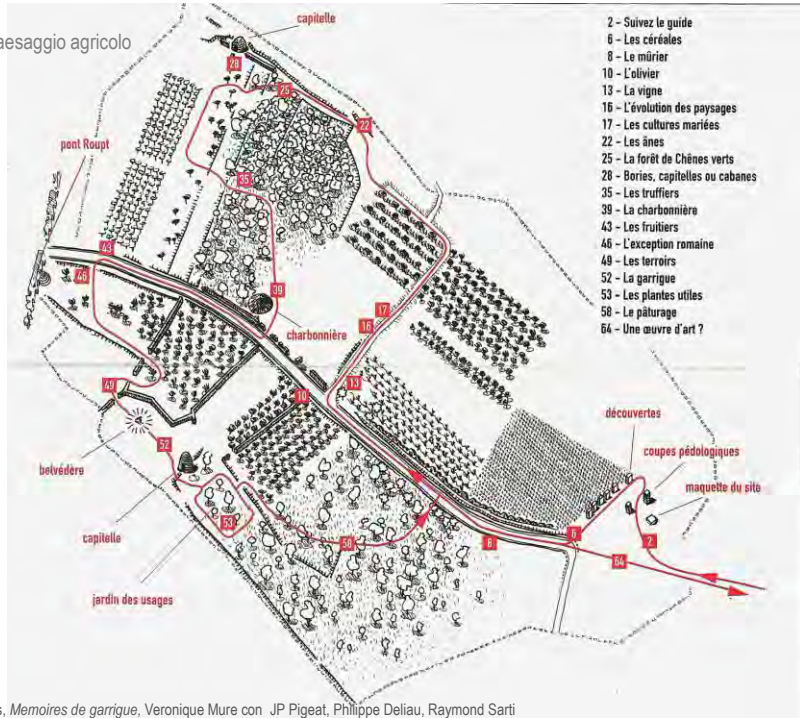 aesaggio agricolo
capitelle
2 - Suivez le guide
6 - Les céréales
8 - Le mûrier
10 - L'olivier
13 - La vigne
16 - L'évolution des paysages
17 - Les cultures mariées
22 - Les ânes
25 - La forêt de Chênes verts
28 - Bories, capitelles ou cabanes
35 - Les truffiers
39 - La charbonnière
43 - Les fruitiers
46 - L'exception romaine
49 - Les terroirs
52 - La garrigue
53 - Les plantes utiles
58 - Le pâturage
64 - Une œuvre d'art ?
28
25
22
pont Roupt
35
43
46
39
17
16
charbonnière
13
49
10
découvertes
coupes pédologiques
maquette du site
belvédère
52
capitelle
53
58
8
6
2
64
jardin des usages
s, Memoires de garrigue, Veronique Mure con JP Pigeat, Philippe Deliau, Raymond Sarti